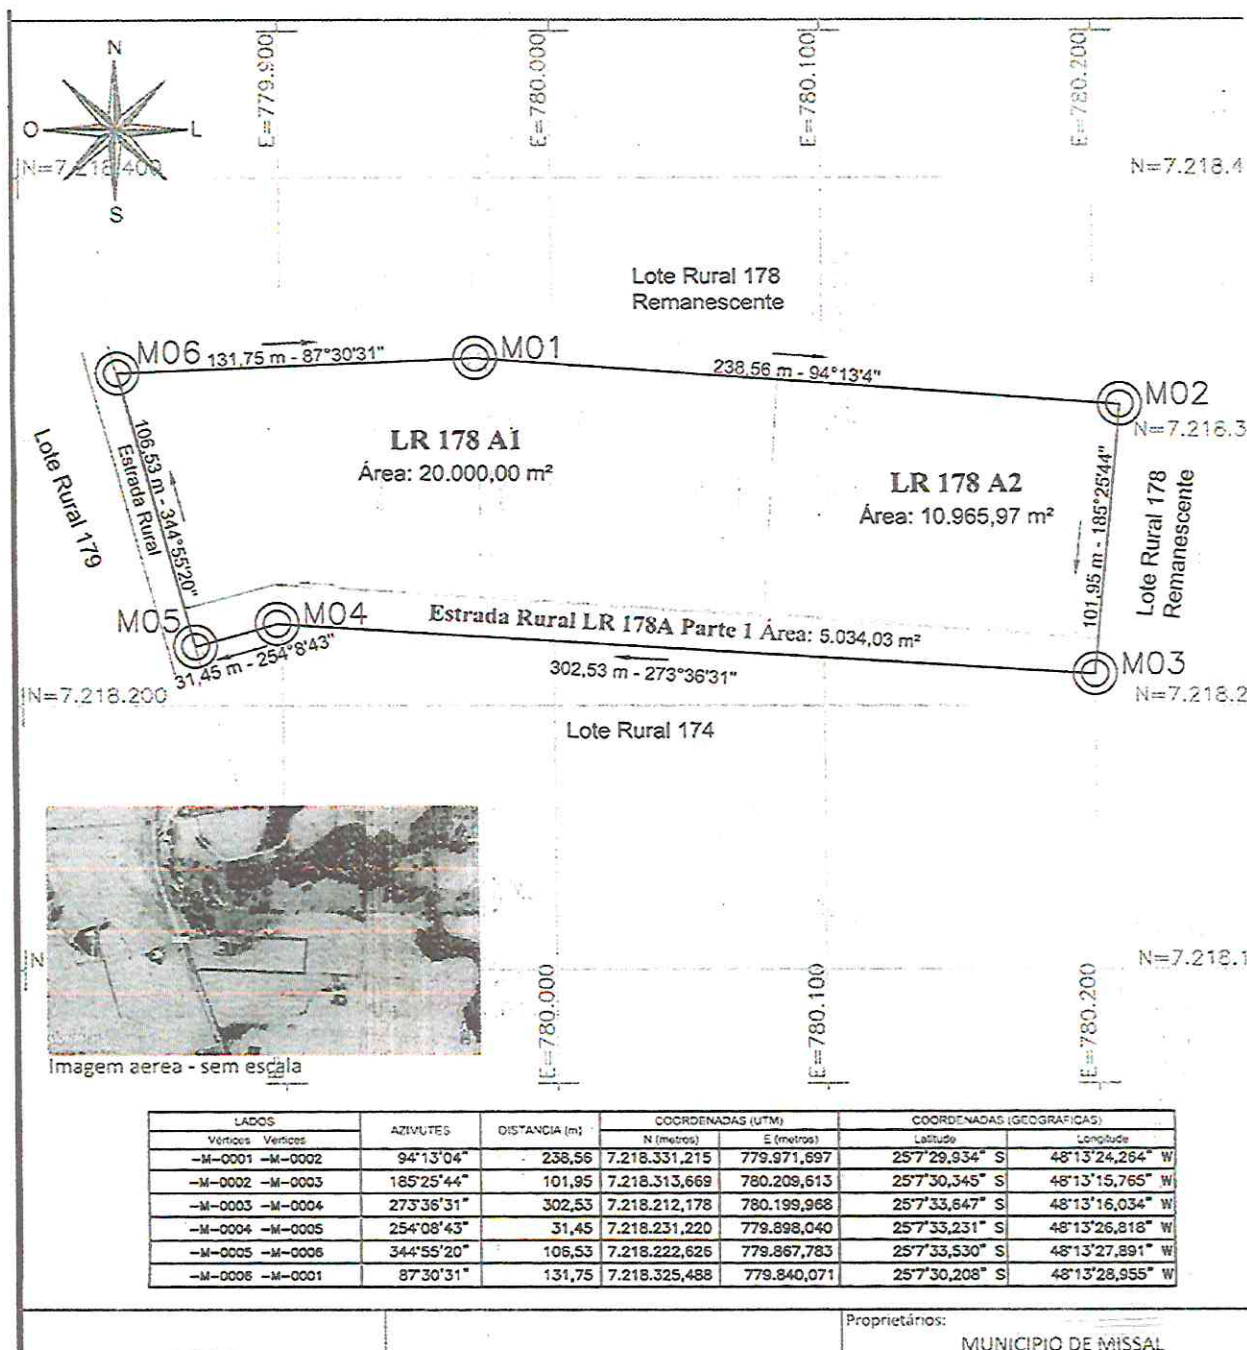 N
O
L
S
E=779.900
E=780.000
E=780.100
E=780.200
N=7.218.400
N=7.218.4
Lote Rural 178
Remanescente
M06
131,75 m - 87°30'31"
M01
238,56 m - 94°13'4"
M02
N=7.218.3
LR 178 A1
Área: 20.000,00 m²
LR 178 A2
Área: 10.965,97 m²
Lote Rural 179
Estrada Rural
106,53 m - 344°55'20"
101,95 m - 185°25'44"
Lote Rural 178
Remanescente
M05
M04
Estrada Rural LR 178A Parte 1 Área: 5.034,03 m²
31,45 m - 254°8'43"
302,53 m - 273°36'31"
M03
N=7.218.200
N=7.218.2
Lote Rural 174
N
N=7.218.1
E=780.000
E=780.100
E=780.200
Imagem aerea - sem escala
LADOS AZIVUTES DISTANCIA (m) COORDENADAS (UTM) COORDENADAS (GEOGRAFICAS)
Vértices Vertices N (metros) E (metros) Latitude Longitude
-M-0001 -M-0002 94°13'04" 238,56 7.218.331,215 779.971,697 25°7'29,934" S 48°13'24,264" W
-M-0002 -M-0003 185°25'44" 101,95 7.218.313,669 780.209,613 25°7'30,345" S 48°13'15,765" W
-M-0003 -M-0004 273°36'31" 302,53 7.218.212,178 780.199,968 25°7'33,647" S 48°13'16,034" W
-M-0004 -M-0005 254°08'43" 31,45 7.218.231,220 779.898,040 25°7'33,231" S 48°13'26,818" W
-M-0005 -M-0006 344°55'20" 106,53 7.218.222,626 779.867,783 25°7'33,530" S 48°13'27,891" W
-M-0006 -M-0001 87°30'31" 131,75 7.218.325,488 779.840,071 25°7'30,208" S 48°13'28,955" W
Proprietários:
MUNICIPIO DE MISSAL